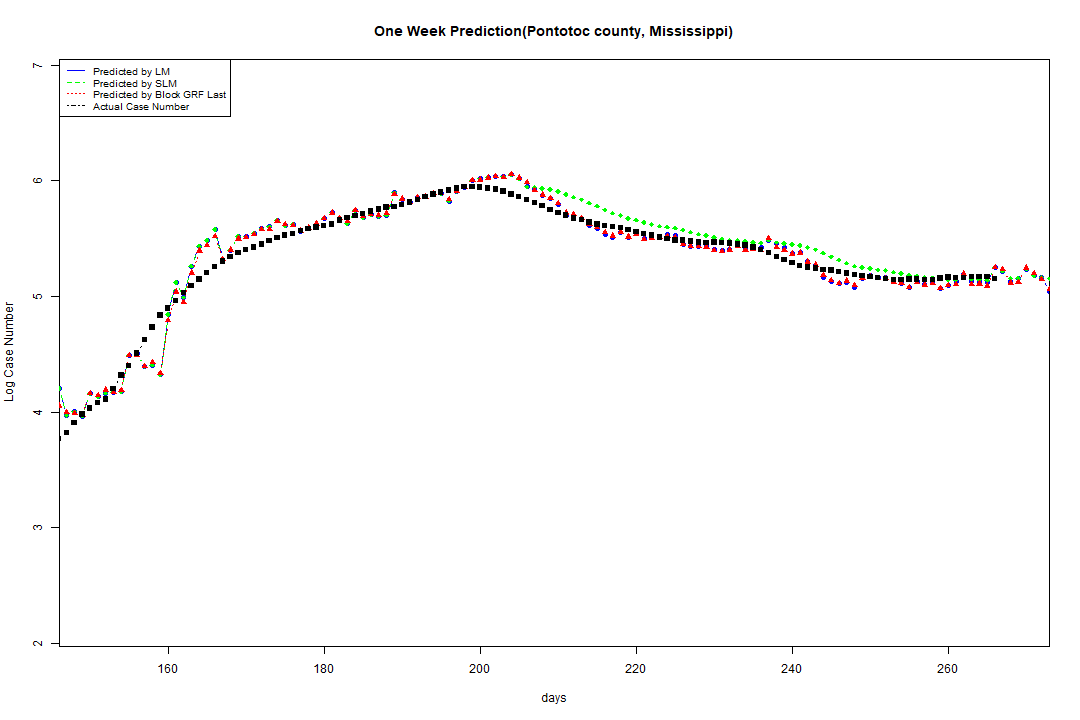 One Week Prediction(Pontotoc county, Mississippi)
Predicted by LM
Predicted by SLM
Predicted by Block GRF Last
Actual Case Number
7
6
5
4
3
2
Log Case Number
160 180 200 220 240 260
days